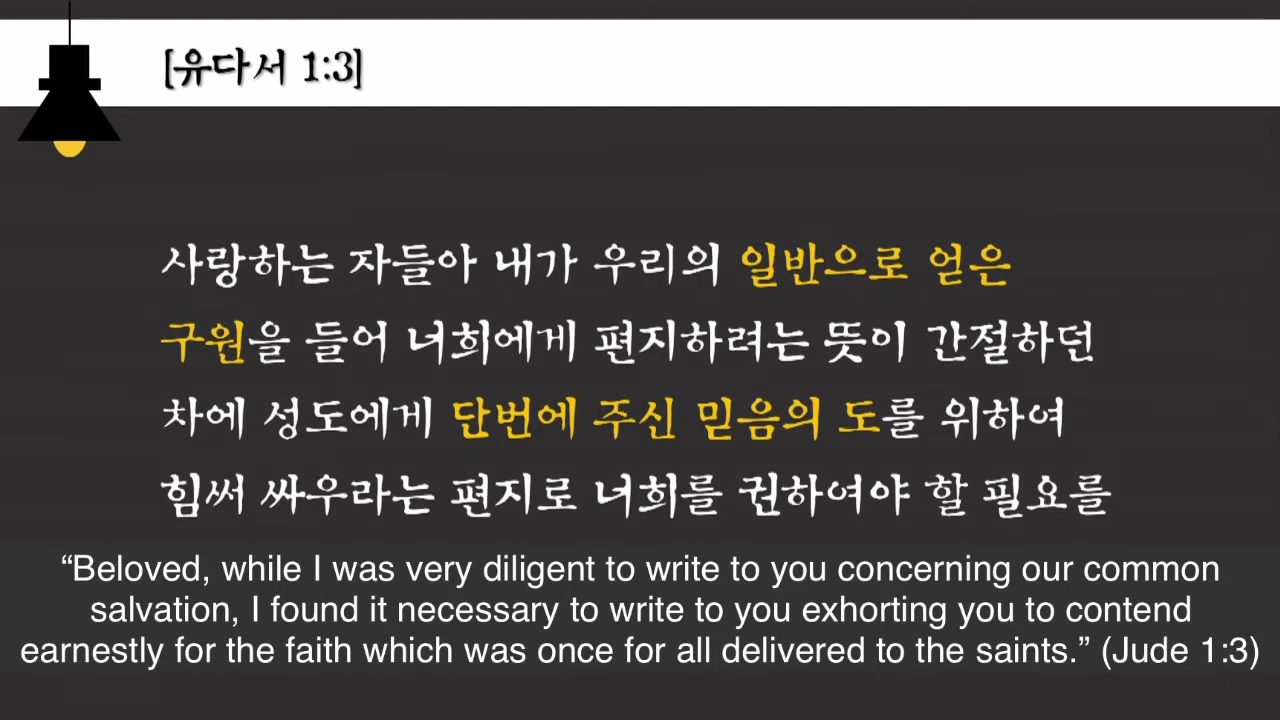 [유다서 1:3]
사랑하는 자들아 내가 우리의 일반으로 얻은
구원을 들어 너희에게 편지하려는 뜻이 간절하던
차에 성도에게 단번에 주신 믿음의 도를 위하여
힘써 싸우라는 편지로 너희를 권하여야 할 필요를
“Beloved, while I was very diligent to write to you concerning our common
salvation, I found it necessary to write to you exhorting you to contend
earnestly for the faith which was once for all delivered to the saints.” (Jude 1:3)